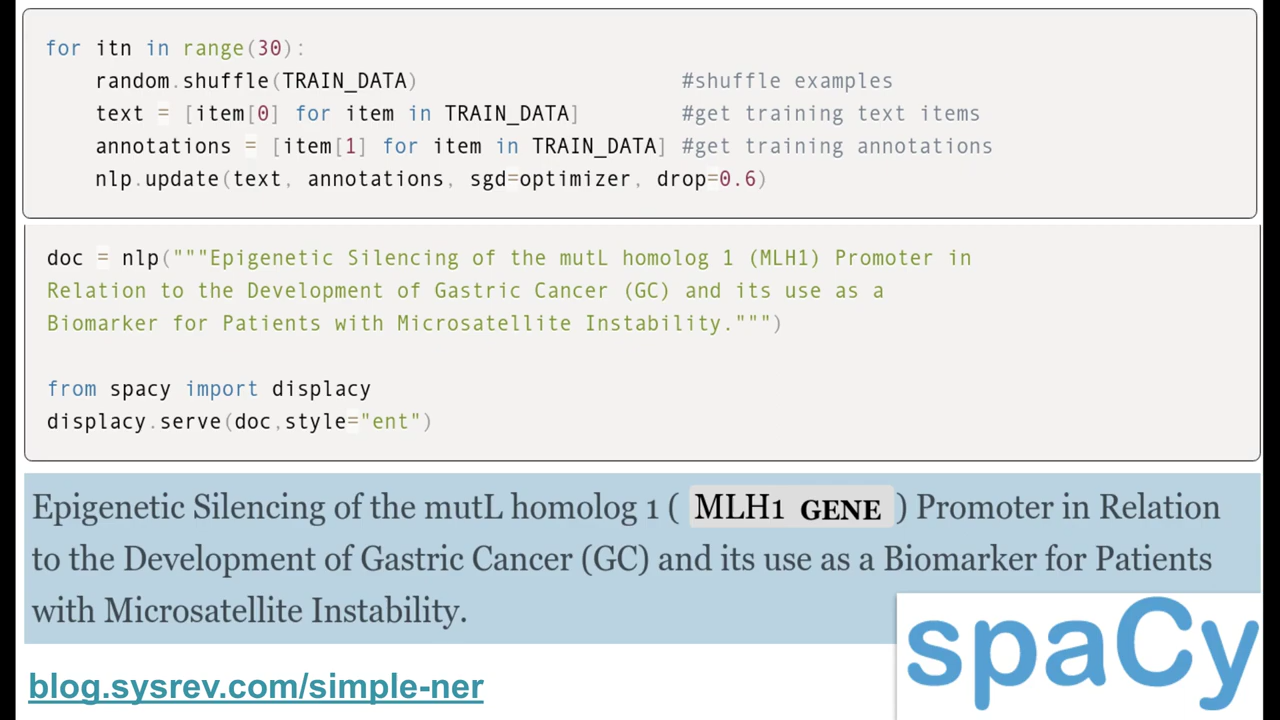 for itn in range(30):
    random.shuffle(TRAIN_DATA)                     #shuffle examples
    text = [item[0] for item in TRAIN_DATA]        #get training text items
    annotations = [item[1] for item in TRAIN_DATA] #get training annotations
    nlp.update(text, annotations, sgd=optimizer, drop=0.6)
doc = nlp("""Epigenetic Silencing of the mutL homolog 1 (MLH1) Promoter in
Relation to the Development of Gastric Cancer (GC) and its use as a
Biomarker for Patients with Microsatellite Instability.""")
from spacy import displacy
displacy.serve(doc,style="ent")
Epigenetic Silencing of the mutL homolog 1 ( MLH1 GENE ) Promoter in Relation
to the Development of Gastric Cancer (GC) and its use as a Biomarker for Patients
with Microsatellite Instability.
spaCy
blog.sysrev.com/simple-ner